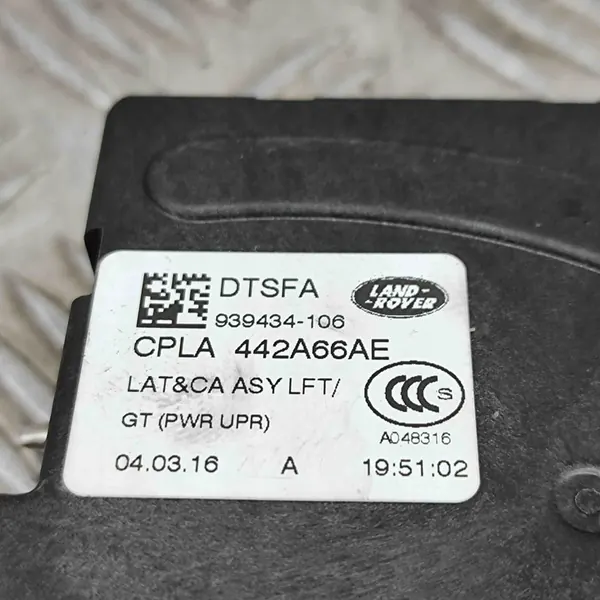 DTSFA
LAND-
ROVER
939434-106
CPLA 442A66AE
LAT&CA ASY LFT/
GT (PWR UPR)
CCC S
A048316
04.03.16 A 19:51:02